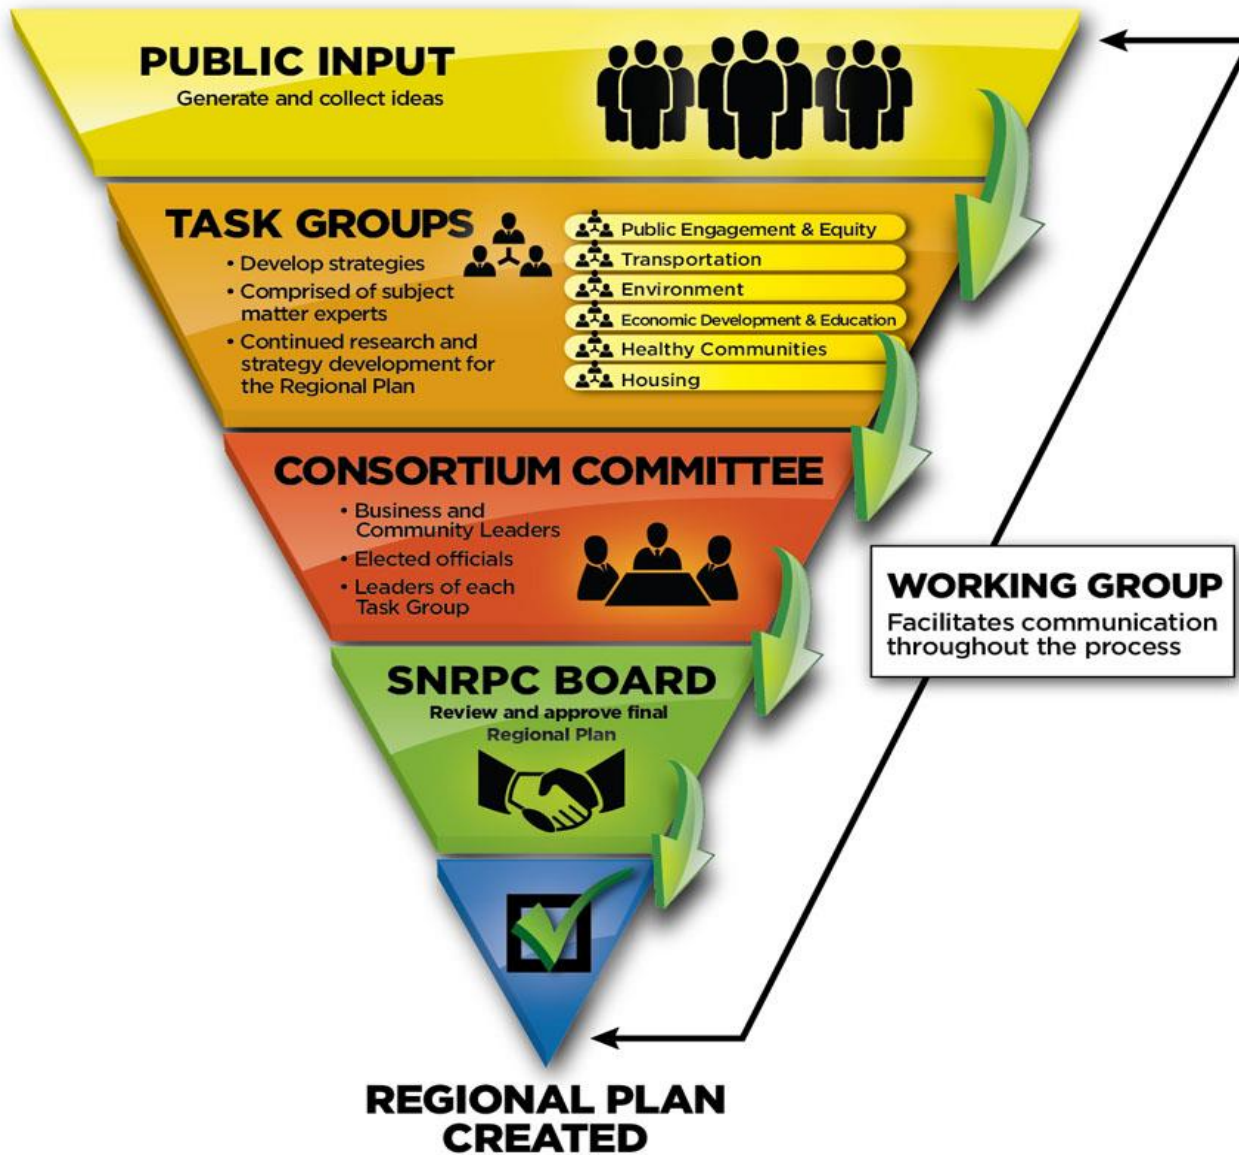 PUBLIC INPUT
Generate and collect ideas
TASK GROUPS
• Develop strategies
• Comprised of subject
matter experts
• Continued research and
strategy development for
the Regional Plan
Public Engagement & Equity
Transportation
Environment
Economic Development & Education
Healthy Communities
Housing
CONSORTIUM COMMITTEE
• Business and
Community Leaders
• Elected officials
• Leaders of each
Task Group
WORKING GROUP
Facilitates communication
throughout the process
SNRPC BOARD
Review and approve final
Regional Plan
REGIONAL PLAN
CREATED